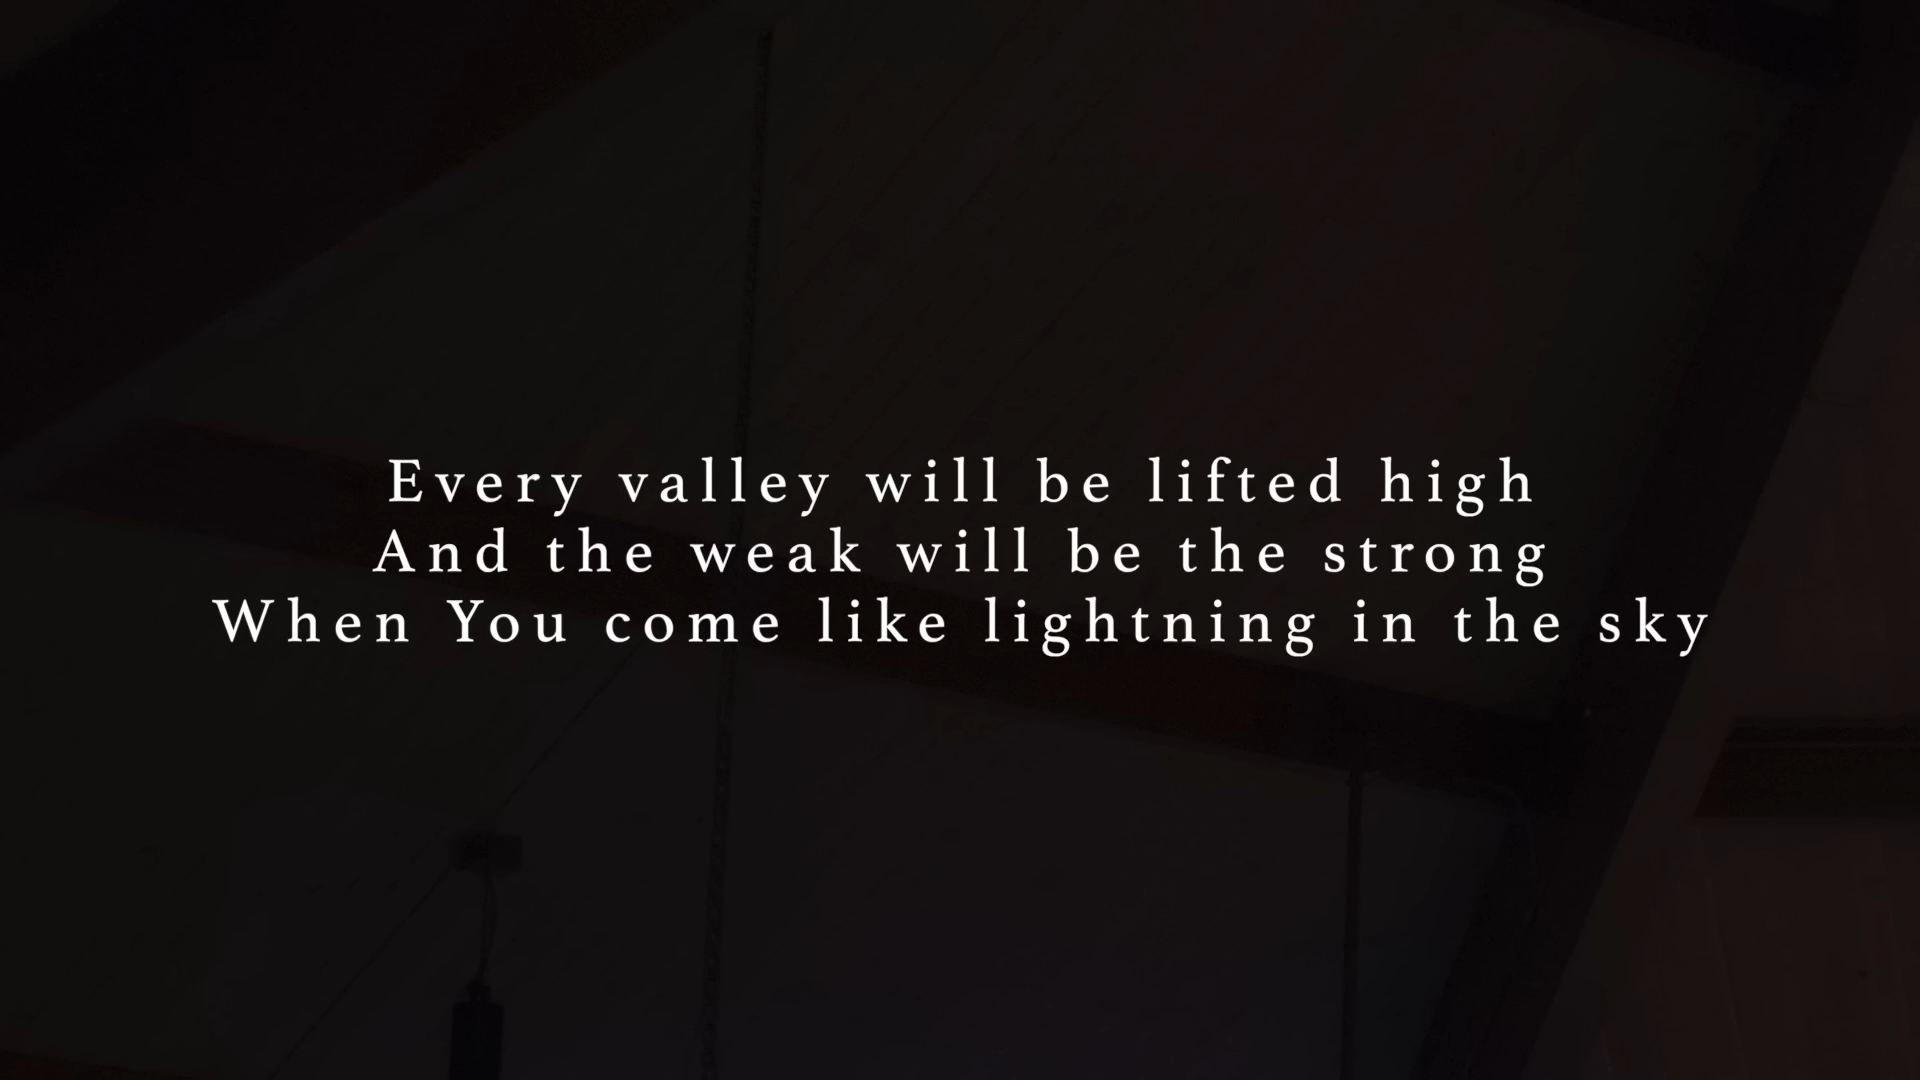 Every valley will be lifted high
And the weak will be the strong
When You come like lightning in the sky